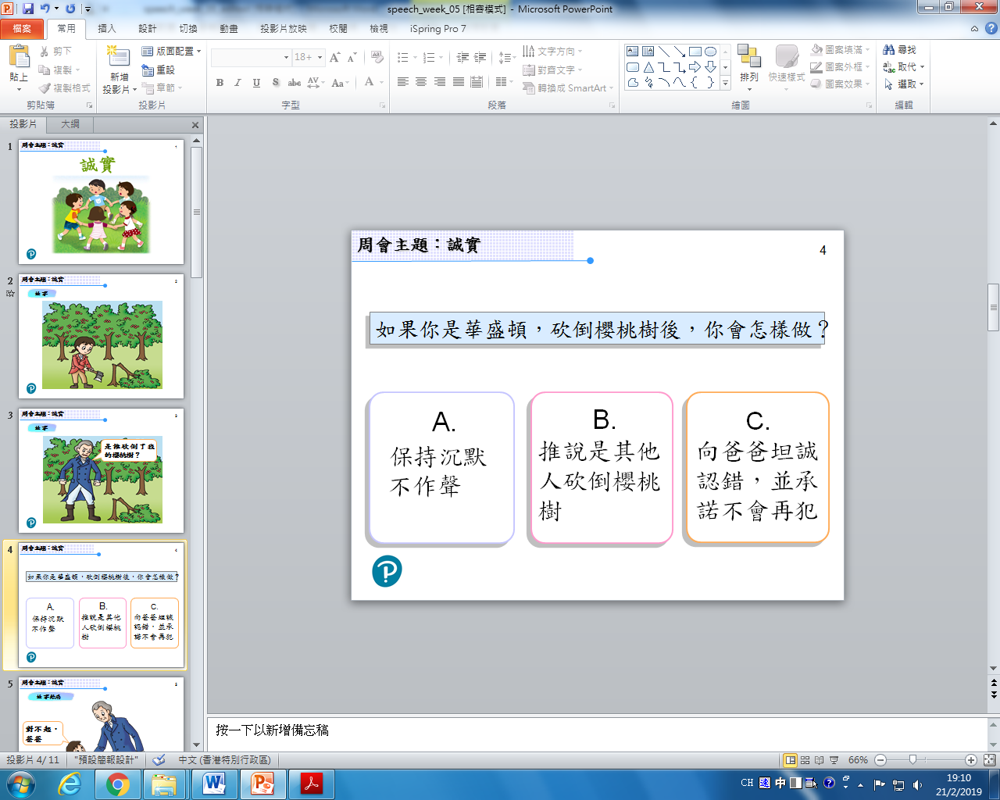 speech_week_05 [相容模式] - Microsoft PowerPoint
檔案 常用 插入 設計 切換 動畫 投影片放映 校閱 檢視 iSpring Pro 7
貼上
剪下
複製
複製格式
剪貼簿
新增
投影片
版面配置
重設
章節
投影片
18+
B I U S abc AV Aa A
字型
文字方向
對齊文字
轉換成 SmartArt
段落
排列
快速樣式
圖案填滿
圖案外框
圖案效果
繪圖
尋找
取代
選取
編輯
投影片 大綱
1
周會主題：誠實
誠實
2
周會主題：誠實
3
周會主題：誠實
是誰砍倒了我
的櫻桃樹？
4
周會主題：誠實
4
如果你是華盛頓，砍倒櫻桃樹後，你會怎樣做？
A.
保持沉默
不作聲
B.
推說是其他
人砍倒櫻桃
樹
C.
向爸爸坦誠
認錯，並承
諾不會再犯
5
周會主題：誠實
對不起，
爸爸
周會主題：誠實
4
如果你是華盛頓，砍倒櫻桃樹後，你會怎樣做？
A.
保持沉默
不作聲
B.
推說是其他
人砍倒櫻桃
樹
C.
向爸爸坦誠
認錯，並承
諾不會再犯
按一下以新增備忘稿
投影片 4/ 11 "預設簡報設計" 中文 (香港特別行政區) 66%
CH 速 中
19:10
21/2/2019